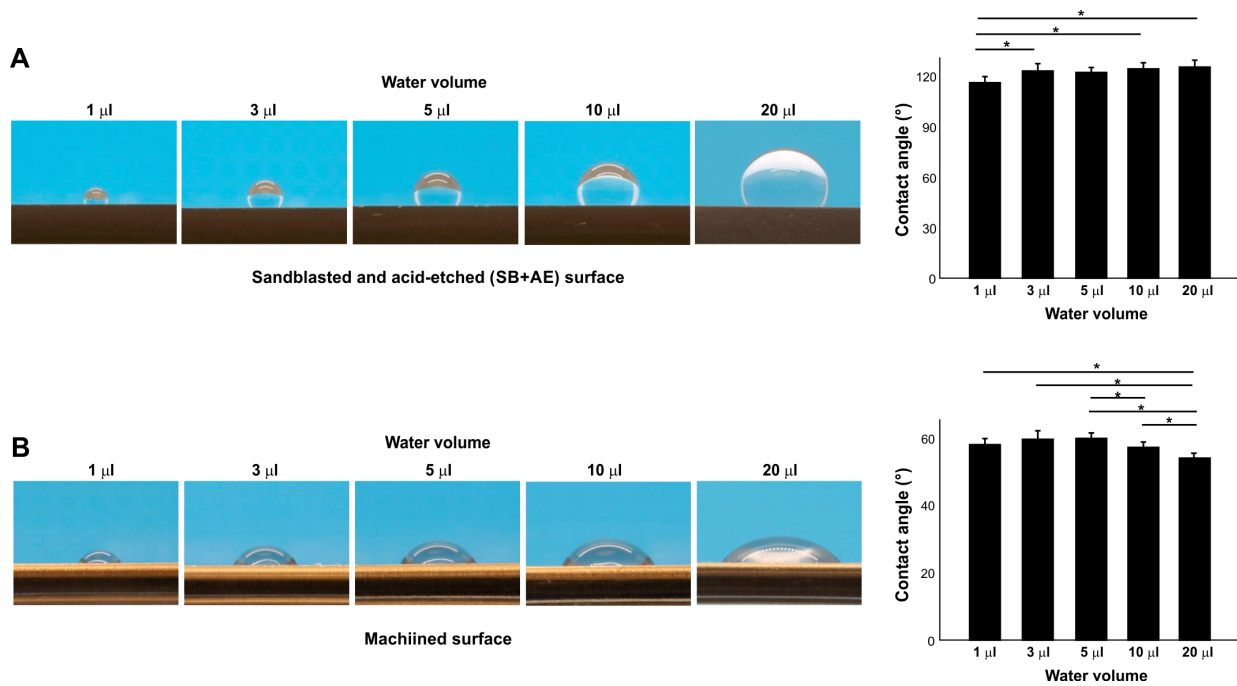 A
Water volume
1 μl 3 μl 5 μl 10 μl 20 μl
Sandblasted and acid-etched (SB+AE) surface
* 
*
*
Contact angle (°)
120
90
60
30
0
1 μl 3 μl 5 μl 10 μl 20 μl
Water volume
B
Water volume
1 μl 3 μl 5 μl 10 μl 20 μl
Machiined surface
*
*
*
*
*
Contact angle (°)
60
40
20
0
1 μl 3 μl 5 μl 10 μl 20 μl
Water volume